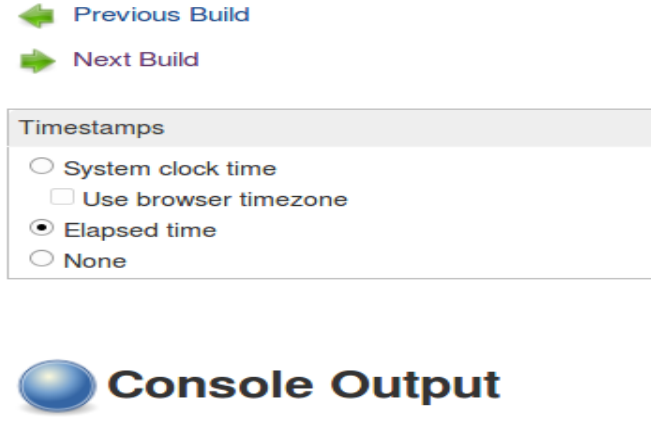 Previous Build
Next Build
Timestamps
System clock time
Use browser timezone
Elapsed time
None
Console Output